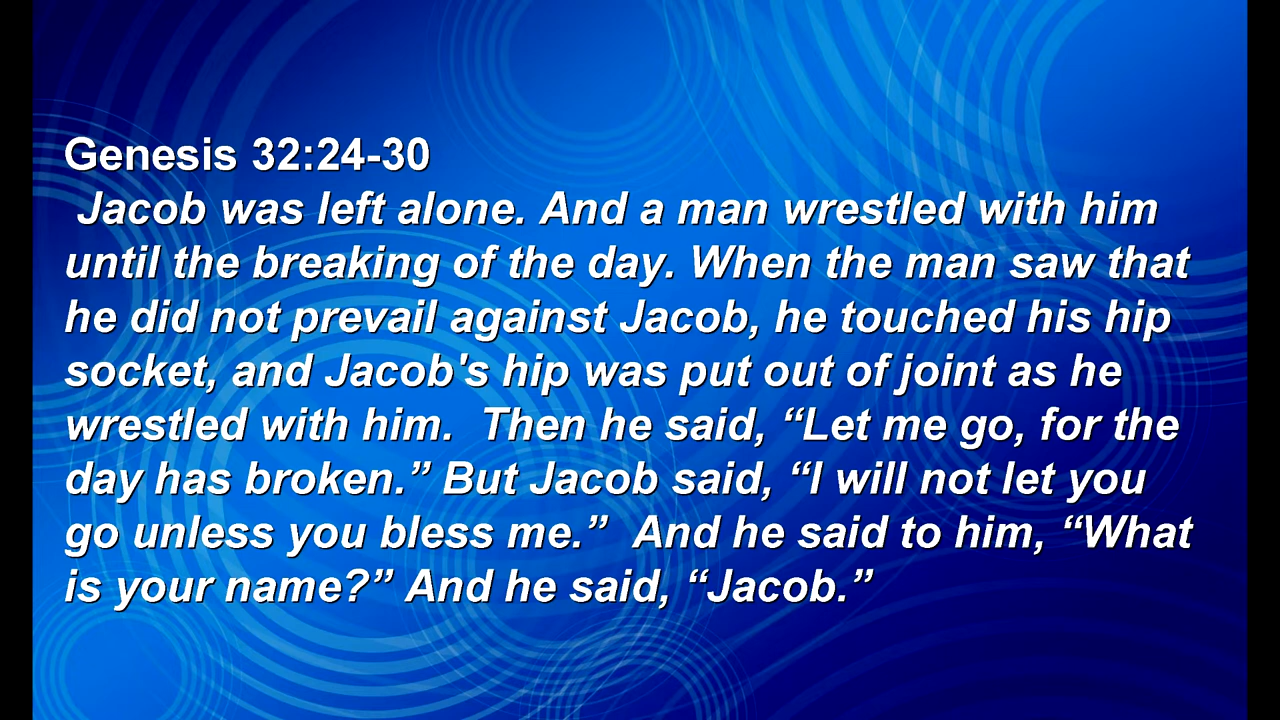 Genesis 32:24-30
Jacob was left alone. And a man wrestled with him
until the breaking of the day. When the man saw that
he did not prevail against Jacob, he touched his hip
socket, and Jacob's hip was put out of joint as he
wrestled with him.  Then he said, “Let me go, for the
day has broken.” But Jacob said, “I will not let you
go unless you bless me.”  And he said to him, “What
is your name?” And he said, “Jacob.”